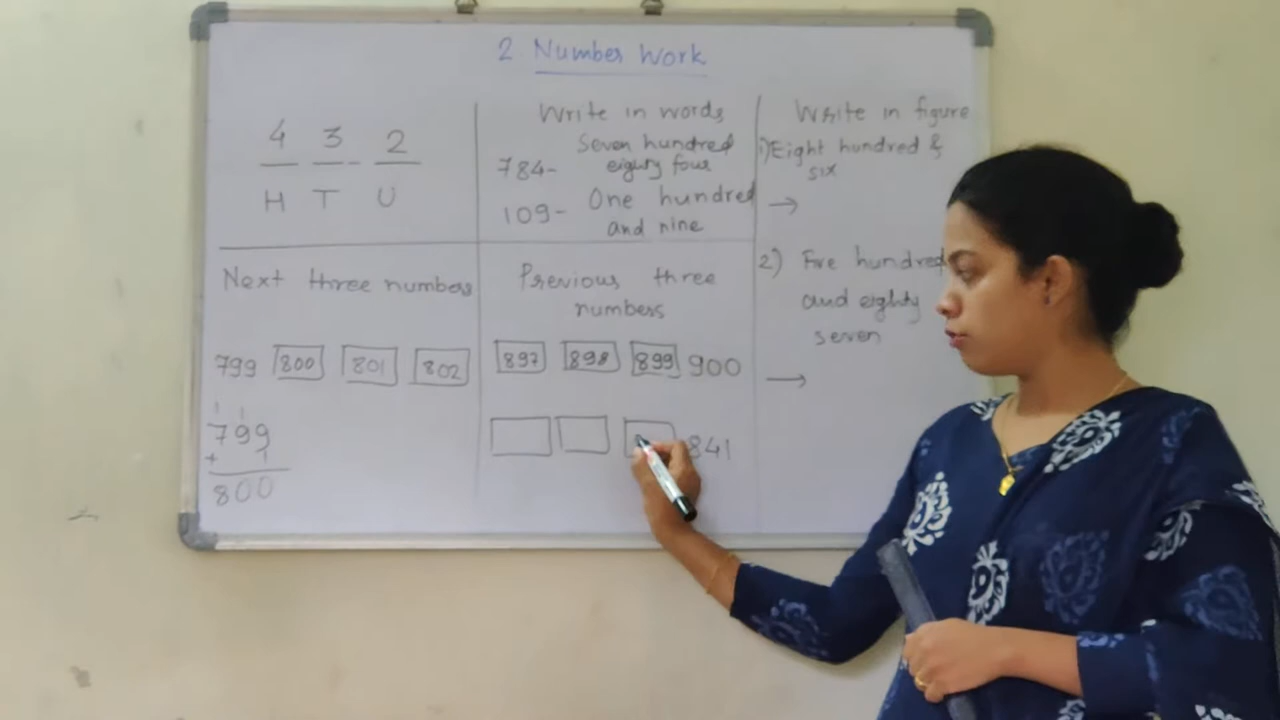 2 Number Work
4 3 2
H T U
Write in words
784- Seven hundred
eighty four
109- One hundred
and nine
Write in figure
1) Eight hundred &
six
→
2) Five hundred
and eighty
seven
→
Next three numbers
799 800 801 802
1 1
799
+ 1
800
Previous three
numbers
897 898 899 900
841